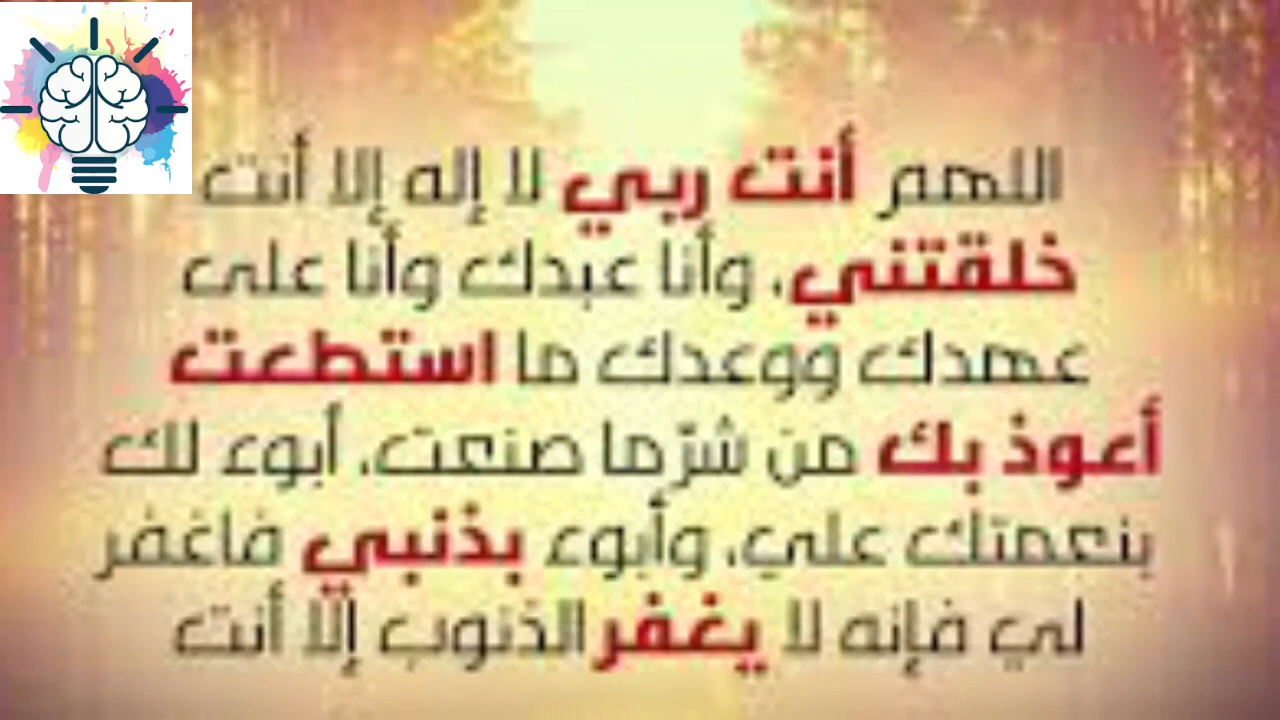 اللهم أنت ربي لا إله إلا أنت
خلقتني، وأنا عبدك وأنا على
عهدك ووعدك ما استطعت
أعوذ بك من شرّ ما صنعت، أبوء لك
بنعمتك علي، وأبوء بذنبي فاغفر
لي فإنه لا يغفر الذنوب إلّا أنت